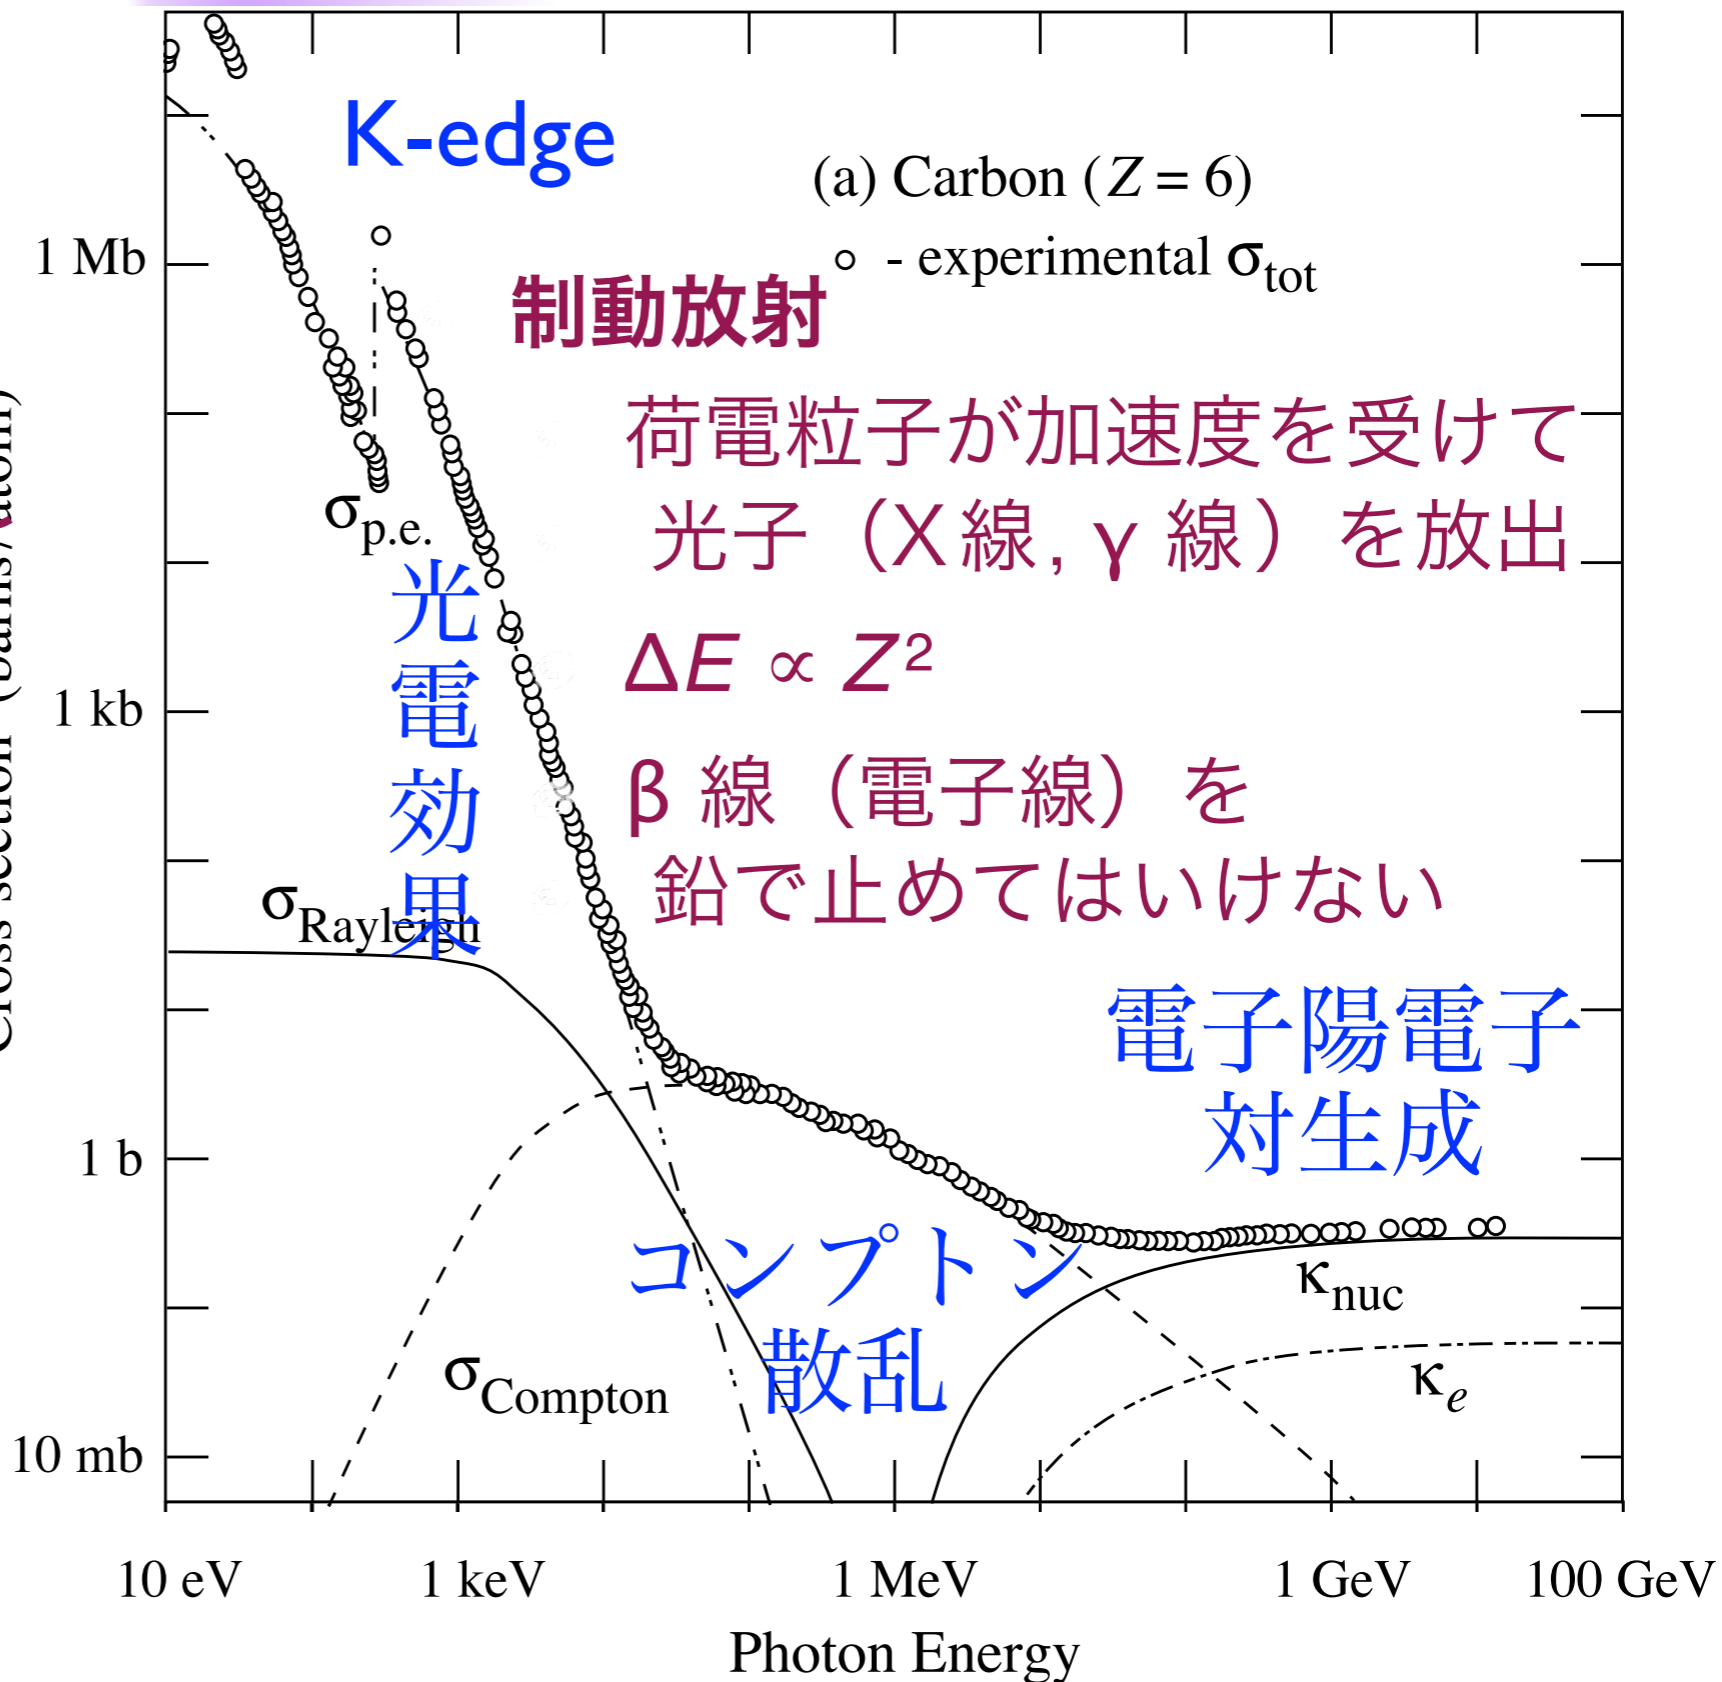 K-edge
(a) Carbon (Z = 6)
- experimental σtot
1 Mb
制動放射
荷電粒子が加速度を受けて
光子（X線, γ 線）を放出
σp.e.
光電効果
ΔE ∝ Z²
1 kb
β 線（電子線）を
鉛で止めてはいけない
Cross section (barns/atom)
σRayleigh
電子陽電子
対生成
1 b
コンプトン
散乱
κnuc
σCompton
κe
10 mb
10 eV
1 keV
1 MeV
1 GeV
100 GeV
Photon Energy